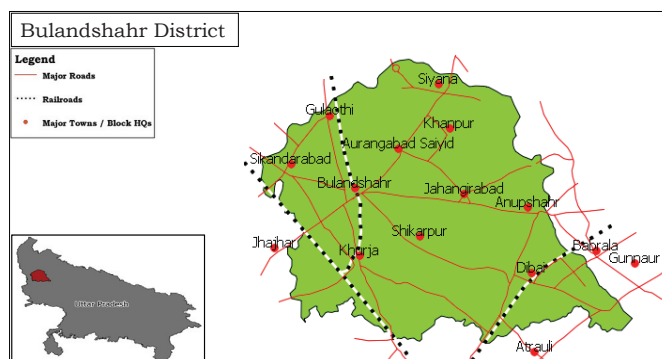 Bulandshahr District
Legend
Major Roads
Railroads
Major Towns / Block HQs
Siyana
Gulaothi
Khanpur
Aurangabad Saiyid
Sikandarabad
Bulandshahr
Jahangirabad
Anupshahr
Shikarpur
Jhajhar
Khurja
Babrala
Gunnaur
Dibai
Atrauli
Uttar Pradesh